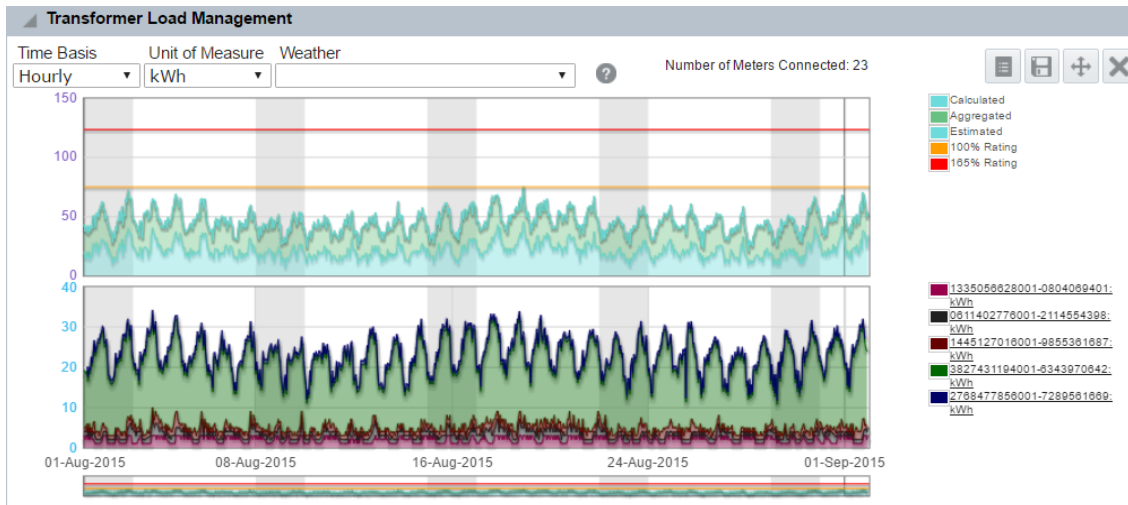 Transformer Load Management
Time Basis Unit of Measure Weather
Hourly kWh
? Number of Meters Connected: 23
150
100
50
0
Calculated
Aggregated
Estimated
100% Rating
165% Rating
40
30
20
10
0
1335056628001-0804069401:
kWh
0611402776001-2114554398:
kWh
1445127016001-9855361687:
kWh
3827431194001-6343970642:
kWh
2768477856001-7289561669:
kWh
01-Aug-2015 08-Aug-2015 16-Aug-2015 24-Aug-2015 01-Sep-2015